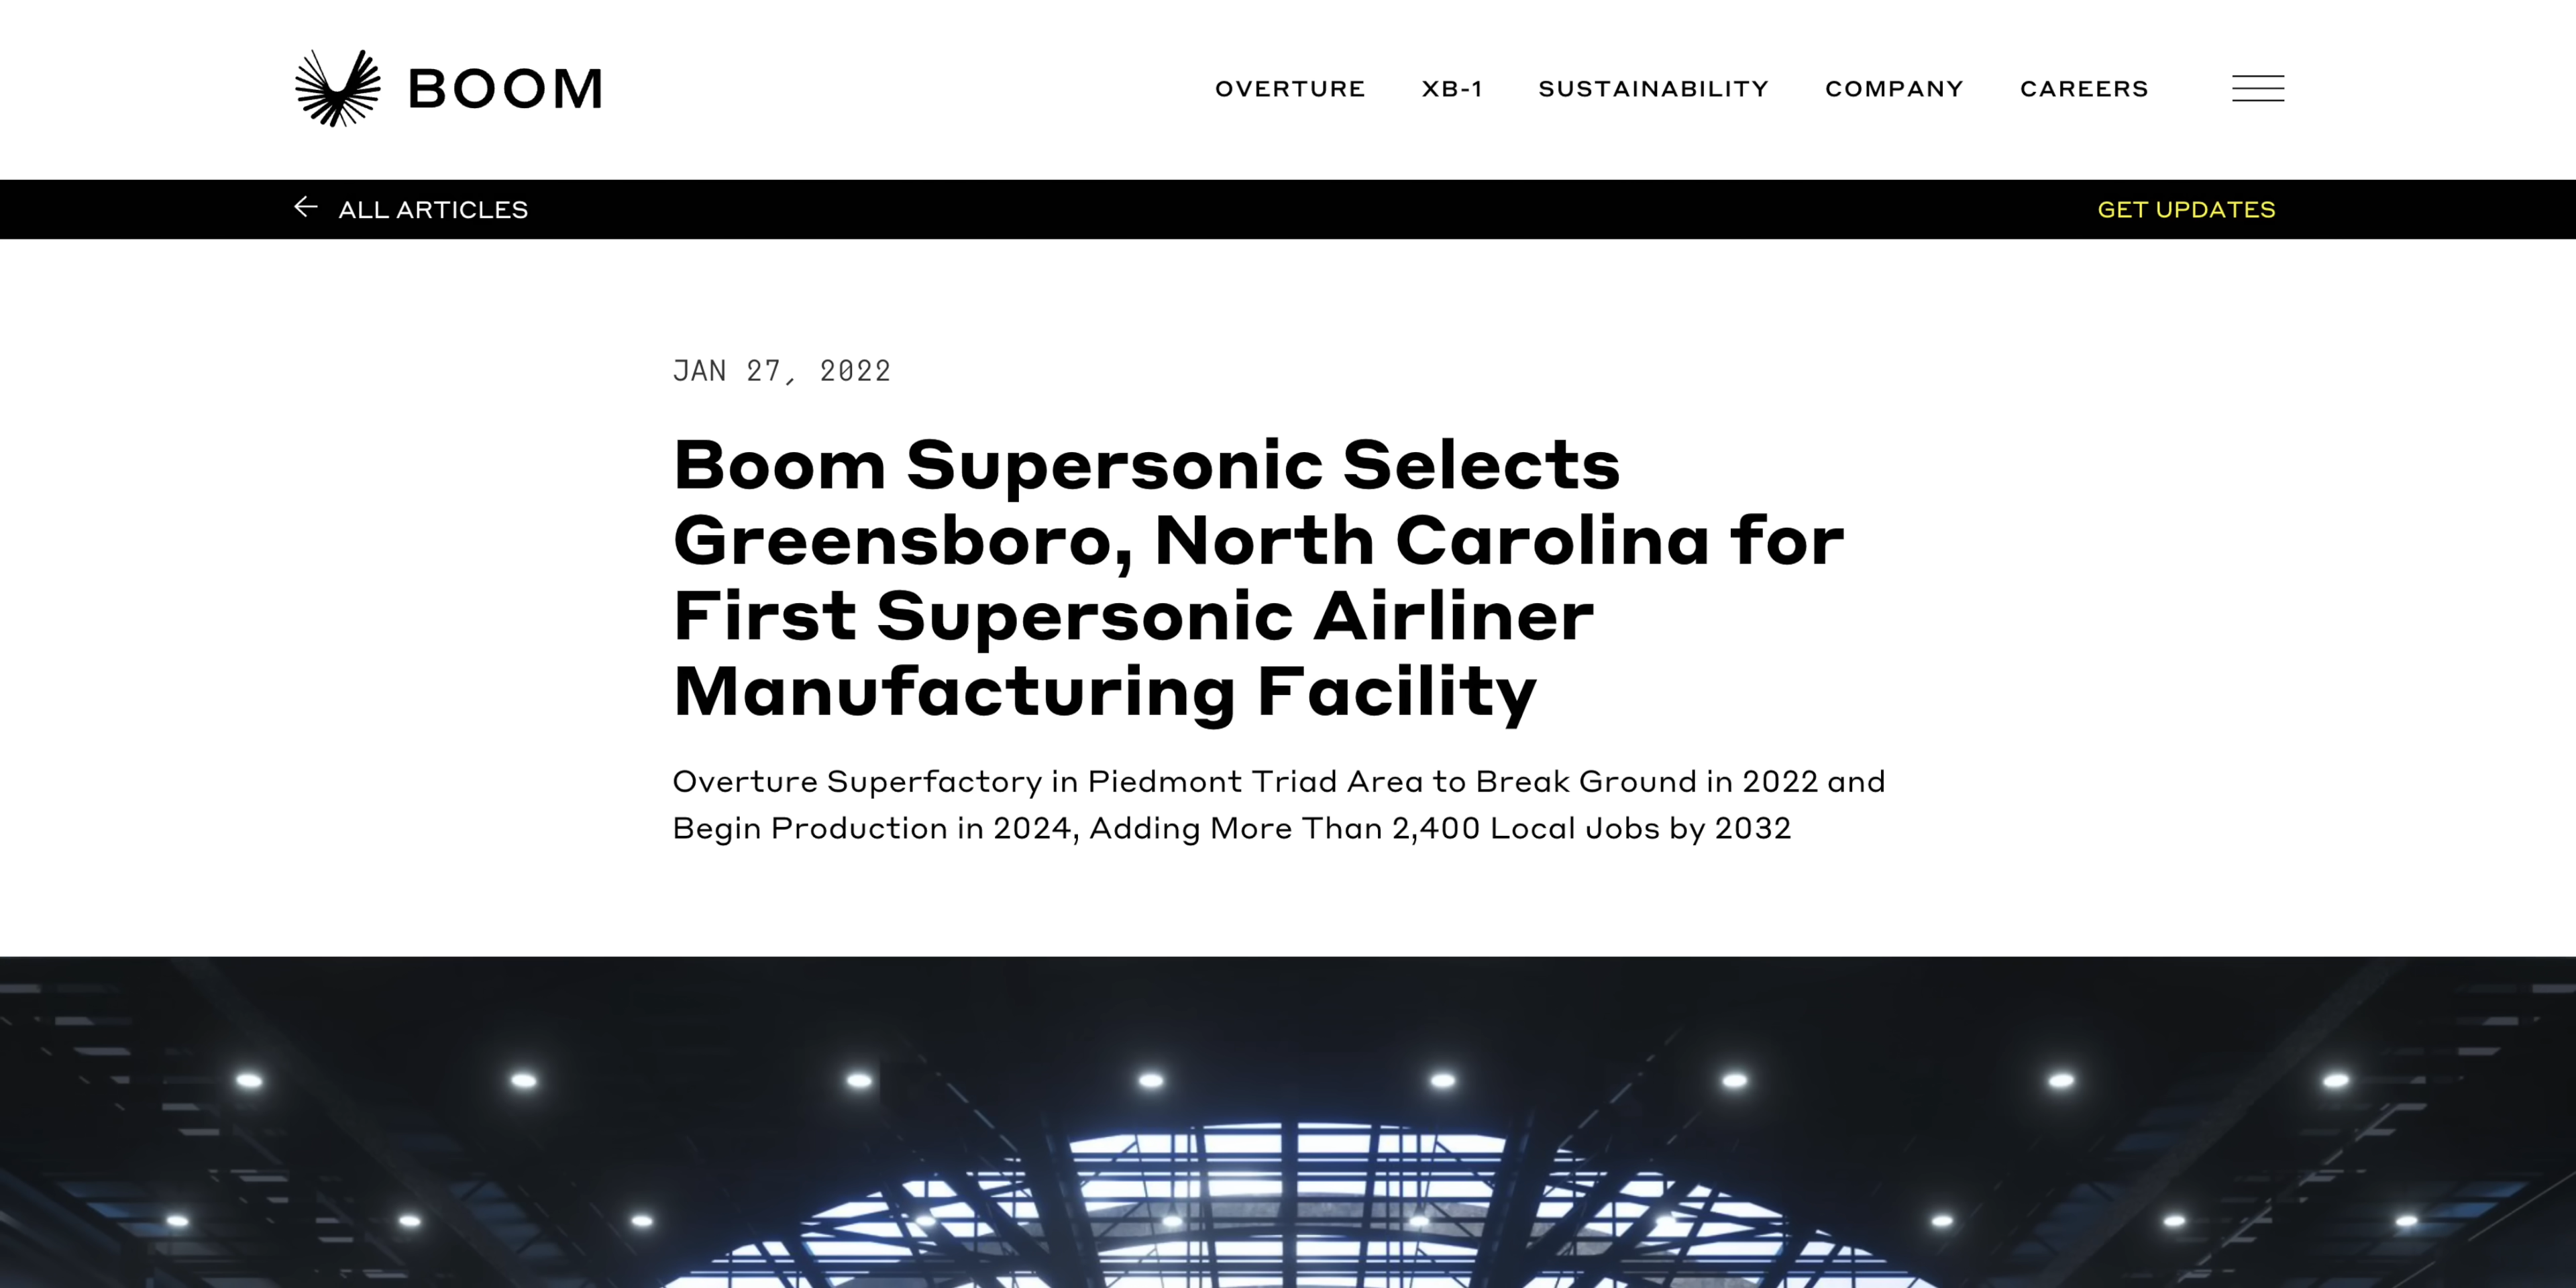 BOOM
OVERTURE XB-1 SUSTAINABILITY COMPANY CAREERS
ALL ARTICLES
GET UPDATES
JAN 27, 2022
Boom Supersonic Selects
Greensboro, North Carolina for
First Supersonic Airliner
Manufacturing Facility
Overture Superfactory in Piedmont Triad Area to Break Ground in 2022 and
Begin Production in 2024, Adding More Than 2,400 Local Jobs by 2032